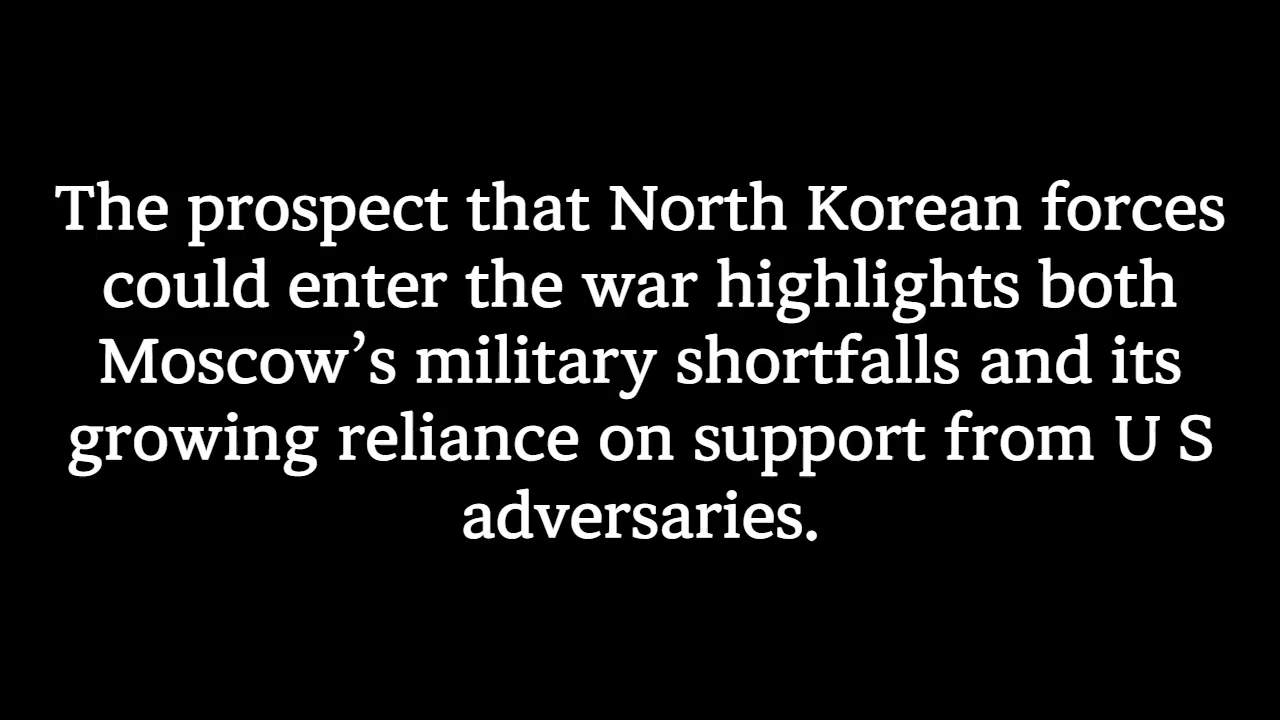 The prospect that North Korean forces
could enter the war highlights both
Moscow’s military shortfalls and its
growing reliance on support from U S
adversaries.